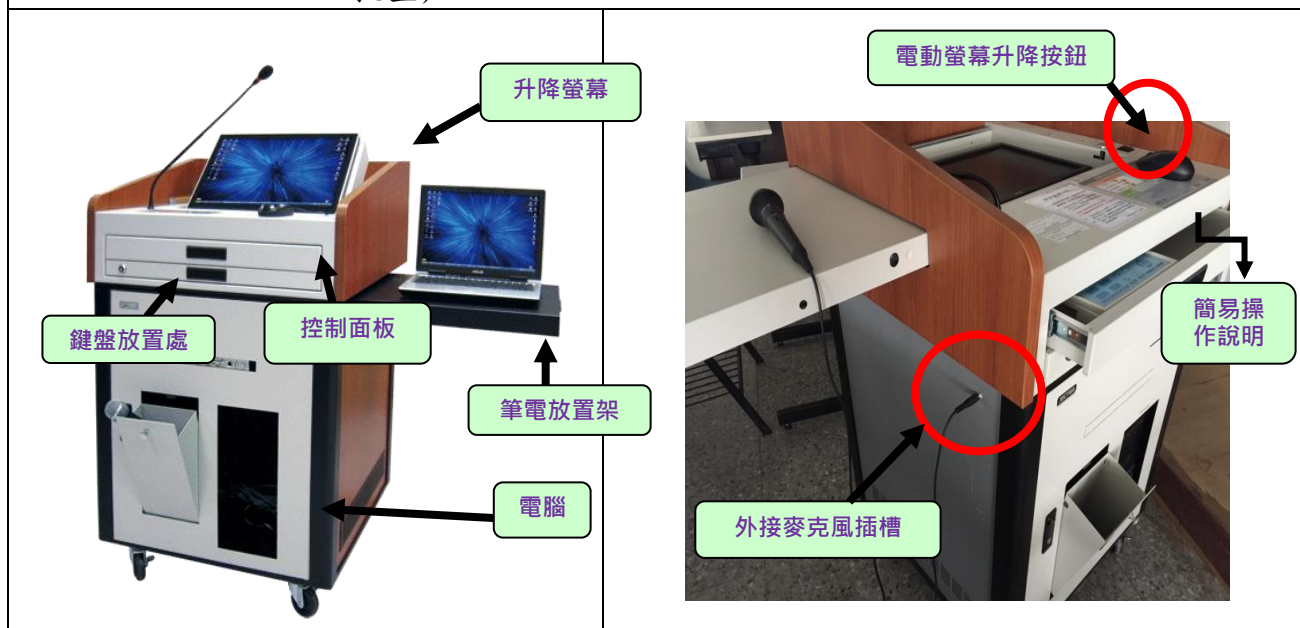 升降螢幕
鍵盤放置處
控制面板
筆電放置架
電腦
電動螢幕升降按鈕
簡易操
作說明
外接麥克風插槽